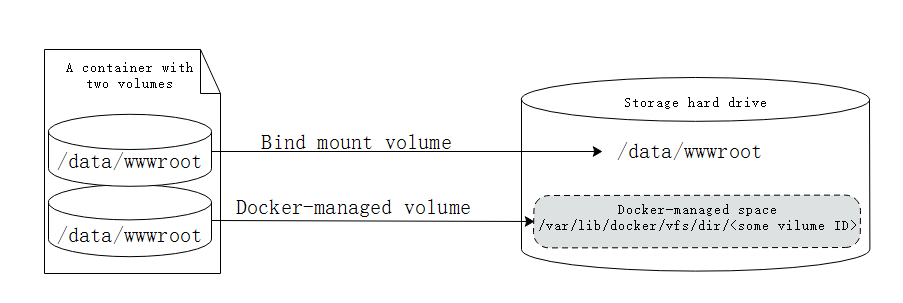 A container with
two volumes
Storage hard drive
/data/wwwroot
Bind mount volume
/data/wwwroot
/data/wwwroot
Docker-managed volume
Docker-managed space
/var/lib/docker/vfs/dir/<some vilume ID>